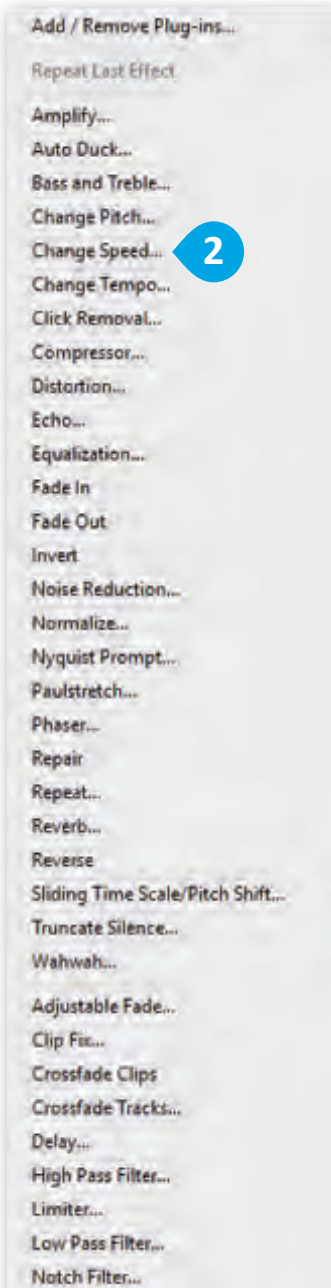 Add / Remove Plug-ins...
Repeat Last Effect
Amplify...
Auto Duck...
Bass and Treble...
Change Pitch...
Change Speed... 2
Change Tempo...
Click Removal...
Compressor...
Distortion...
Echo...
Equalization...
Fade In
Fade Out
Invert
Noise Reduction...
Normalize...
Nyquist Prompt...
Paulstretch...
Phaser...
Repair
Repeat...
Reverb...
Reverse
Sliding Time Scale/Pitch Shift...
Truncate Silence...
Wahwah...
Adjustable Fade...
Clip Fix...
Crossfade Clips
Crossfade Tracks...
Delay...
High Pass Filter...
Limiter...
Low Pass Filter...
Notch Filter...